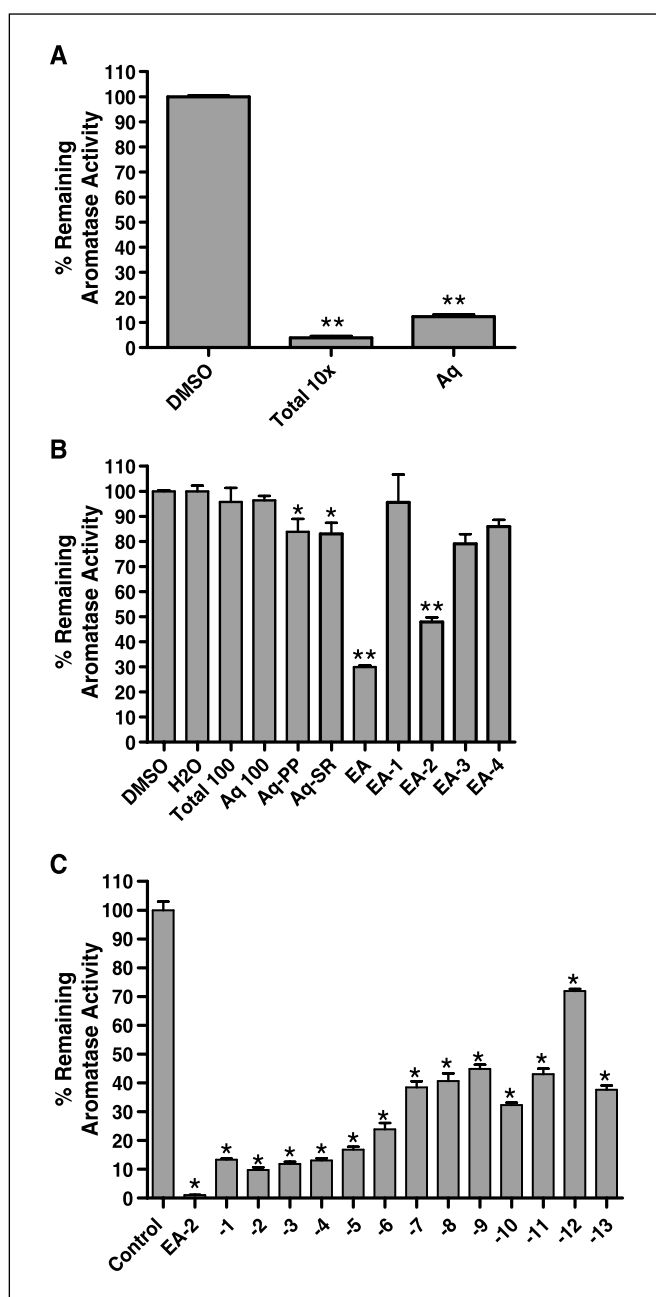 A
% Remaining
Aromatase Activity
110
100
90
80
70
60
50
40
30
20
10
0
**
**
DMSO
Total 10x
Aq
B
% Remaining
Aromatase Activity
110
100
90
80
70
60
50
40
30
20
10
0
*
*
**
**
DMSO
H2O
Total 100
Aq 100
Aq-PP
Aq-SR
EA
EA-1
EA-2
EA-3
EA-4
C
% Remaining
Aromatase Activity
110
100
90
80
70
60
50
40
30
20
10
0
*
*
*
*
*
*
*
*
*
*
*
*
*
*
Control
EA-2
-1
-2
-3
-4
-5
-6
-7
-8
-9
-10
-11
-12
-13